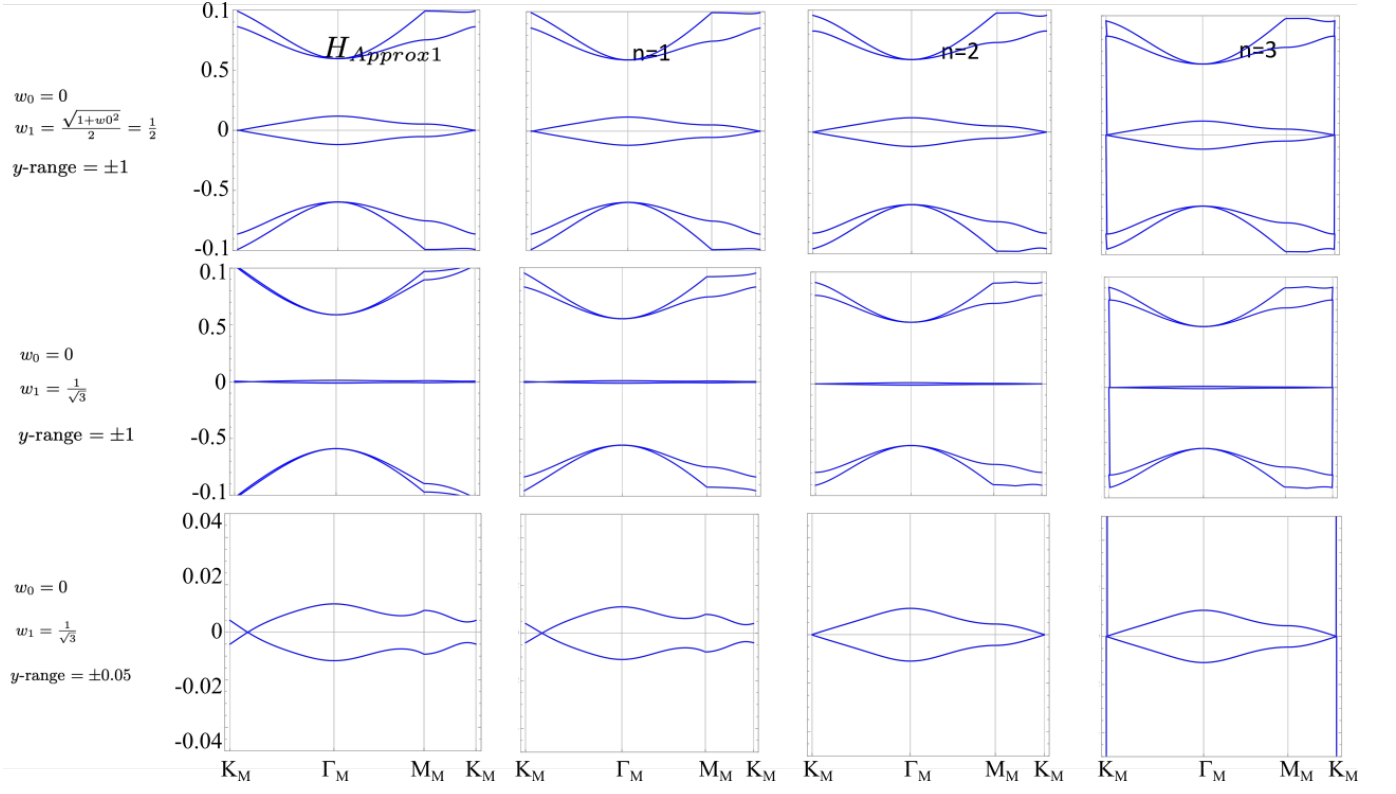 0.1
H_{Approx1}
n=1
n=2
n=3
0.5
w_0 = 0
w_1 = \frac{\sqrt{1+w0^2}}{2} = \frac{1}{2}
0
y-range = ±1
-0.5
-0.1
0.1
0.5
w_0 = 0
0
w_1 = \frac{1}{\sqrt{3}}
y-range = ±1
-0.5
-0.1
0.04
0.02
w_0 = 0
0
w_1 = \frac{1}{\sqrt{3}}
y-range = ±0.05
-0.02
-0.04
K_M Γ_M M_M K_M K_M Γ_M M_M K_M K_M Γ_M M_M K_M K_M Γ_M M_M K_M